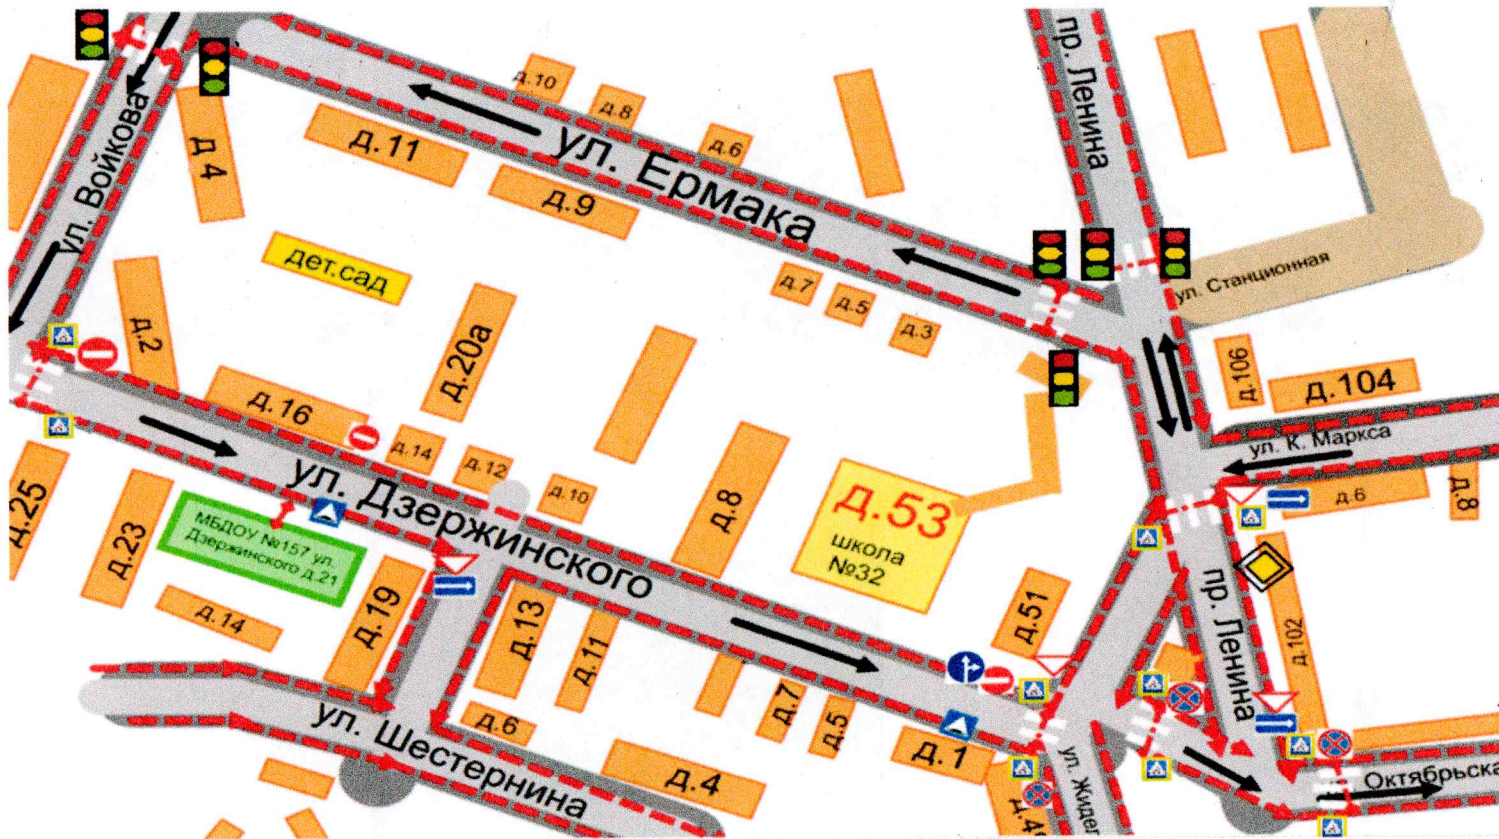 пр. Ленина
д.10
д.8
д.6
ул. Ермака
д.11
д.9
д 4
ул. Войкова
дет.сад
д.7
д.5
д.3
ул. Станционная
д.2
д.20а
д.16
д.106
д.104
ул. К. Маркса
д.14
д.12
д.10
д.8
д.6
д.8
ул. Дзержинского
д.25
д.23
МБДОУ №157 ул.
Дзержинского д.21
д.53
школа
№32
д.14
д.19
д.13
д.11
д.51
пр. Ленина
д.102
ул. Шестернина
д.6
д.4
д.7
д.5
д.1
Октябрьска